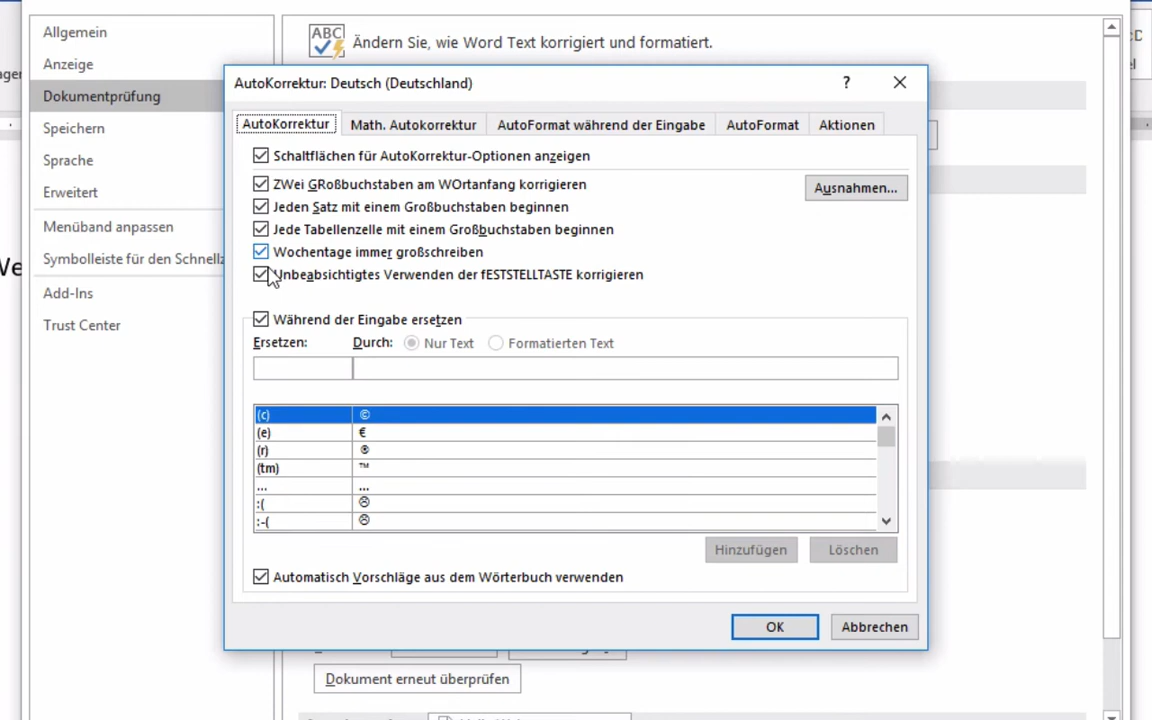 Allgemein
Anzeige
Dokumentprüfung
Speichern
Sprache
Erweitert
Menüband anpassen
Symbolleiste für den Schnellz
Add-Ins
Trust Center
ABC
Ändern Sie, wie Word Text korrigiert und formatiert.
AutoKorrektur: Deutsch (Deutschland)
?
AutoKorrektur
Math. Autokorrektur
AutoFormat während der Eingabe
AutoFormat
Aktionen
Schaltflächen für AutoKorrektur-Optionen anzeigen
ZWei GRoßbuchstaben am WOrtanfang korrigieren
Ausnahmen...
Jeden Satz mit einem Großbuchstaben beginnen
Jede Tabellenzelle mit einem Großbuchstaben beginnen
Wochentage immer großschreiben
Unbeabsichtigtes Verwenden der fESTSTELLTASTE korrigieren
Während der Eingabe ersetzen
Ersetzen: Durch: Nur Text Formatierten Text
(c) ©
(e) €
(r) ®
(tm) ™
... ...
:( ☹
:-( ☹
Hinzufügen Löschen
Automatisch Vorschläge aus dem Wörterbuch verwenden
OK Abbrechen
Dokument erneut überprüfen